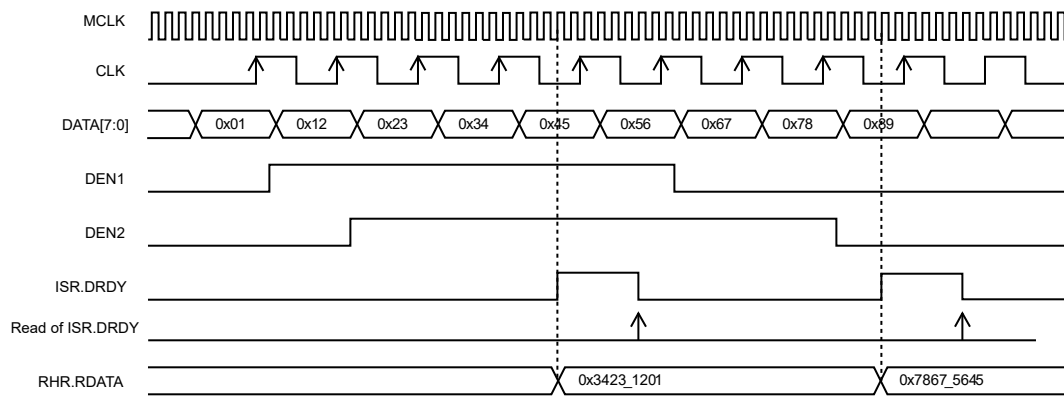 MCLK
CLK
DATA[7:0] 0x01 0x12 0x23 0x34 0x45 0x56 0x67 0x78 0x89
DEN1
DEN2
ISR.DRDY
Read of ISR.DRDY
RHR.RDATA 0x3423_1201 0x7867_5645